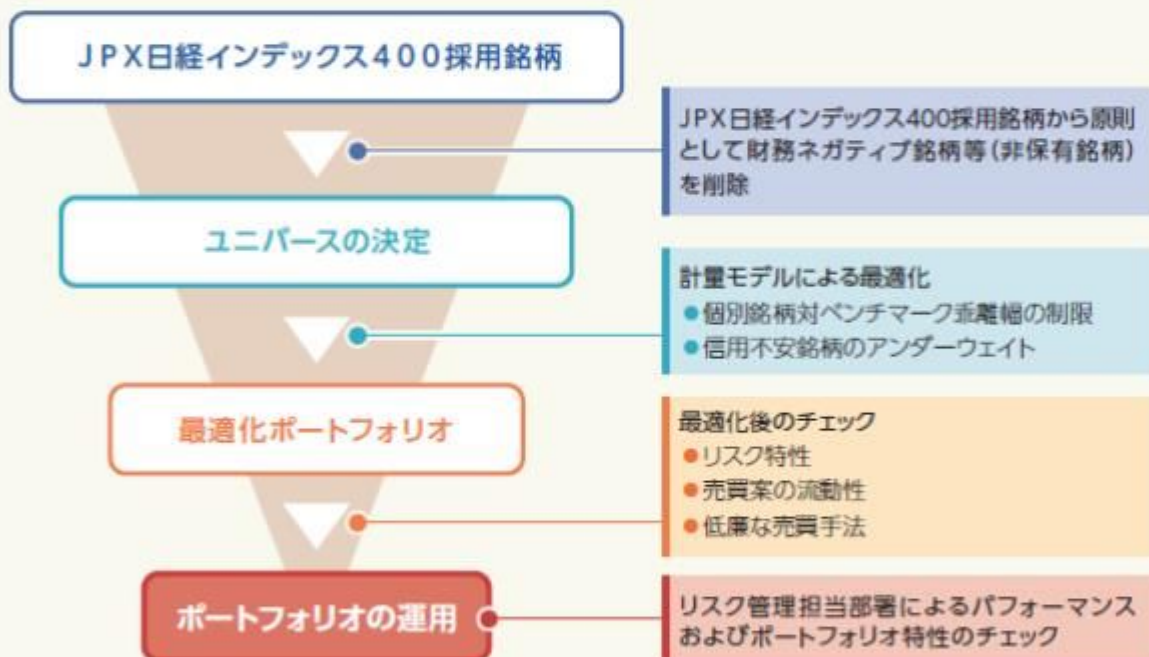 JPX日経インデックス400採用銘柄
JPX日経インデックス400採用銘柄から原則
として財務ネガティブ銘柄等(非保有銘柄)
を削除
ユニバースの決定
計量モデルによる最適化
●個別銘柄対ベンチマーク乖離幅の制限
●信用不安銘柄のアンダーウェイト
最適化ポートフォリオ
最適化後のチェック
●リスク特性
●売買案の流動性
●低廉な売買手法
ポートフォリオの運用
リスク管理担当部署によるパフォーマンス
およびポートフォリオ特性のチェック